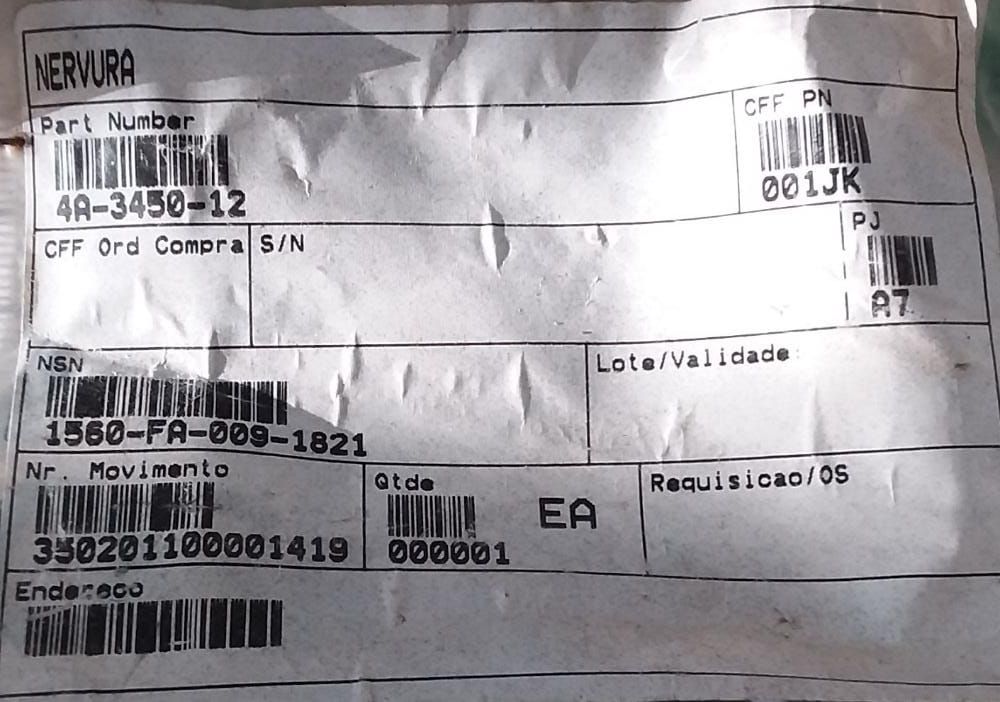 NERVURA
Part Number
CFF PN
4A-3450-12
001JK
CFF Ord Compra
S/N
PJ
A7
NSN
Lote/Validade:
1560-FA-009-1821
Nr. Movimento
Qtde
EA
Requisicao/OS
350201100001419
000001
Endereco